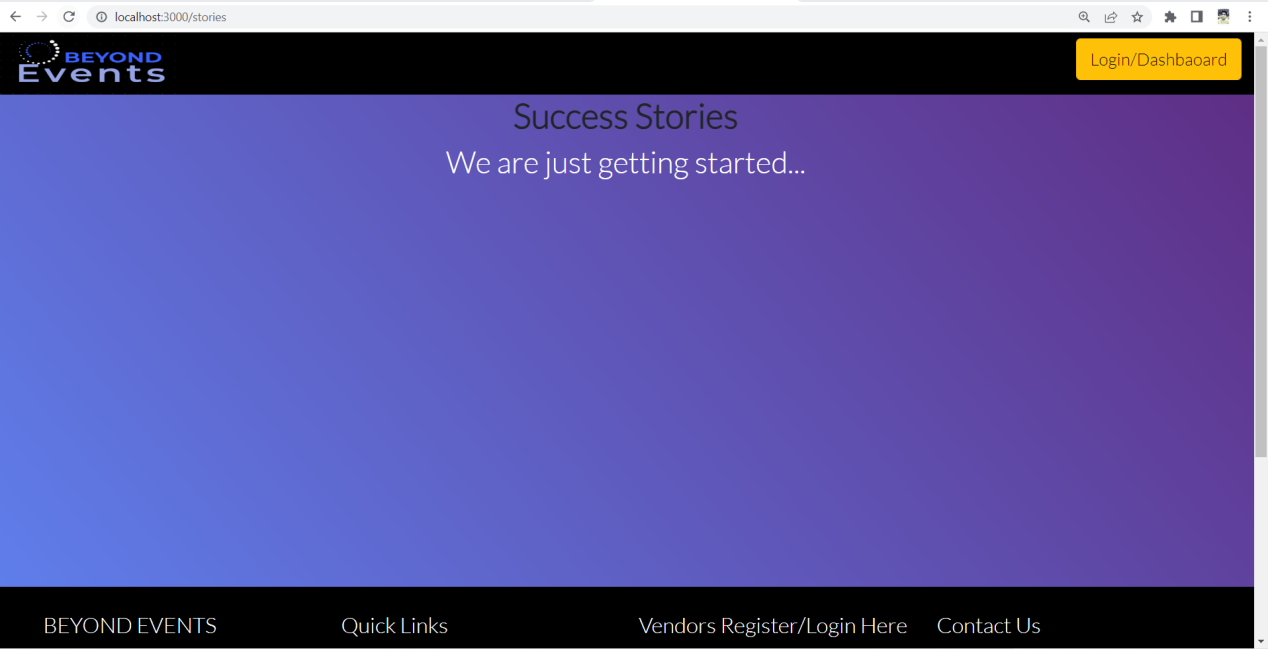 localhost:3000/stories
BEYOND
Events
Login/Dashbaoard
Success Stories
We are just getting started...
BEYOND EVENTS
Quick Links
Vendors Register/Login Here
Contact Us